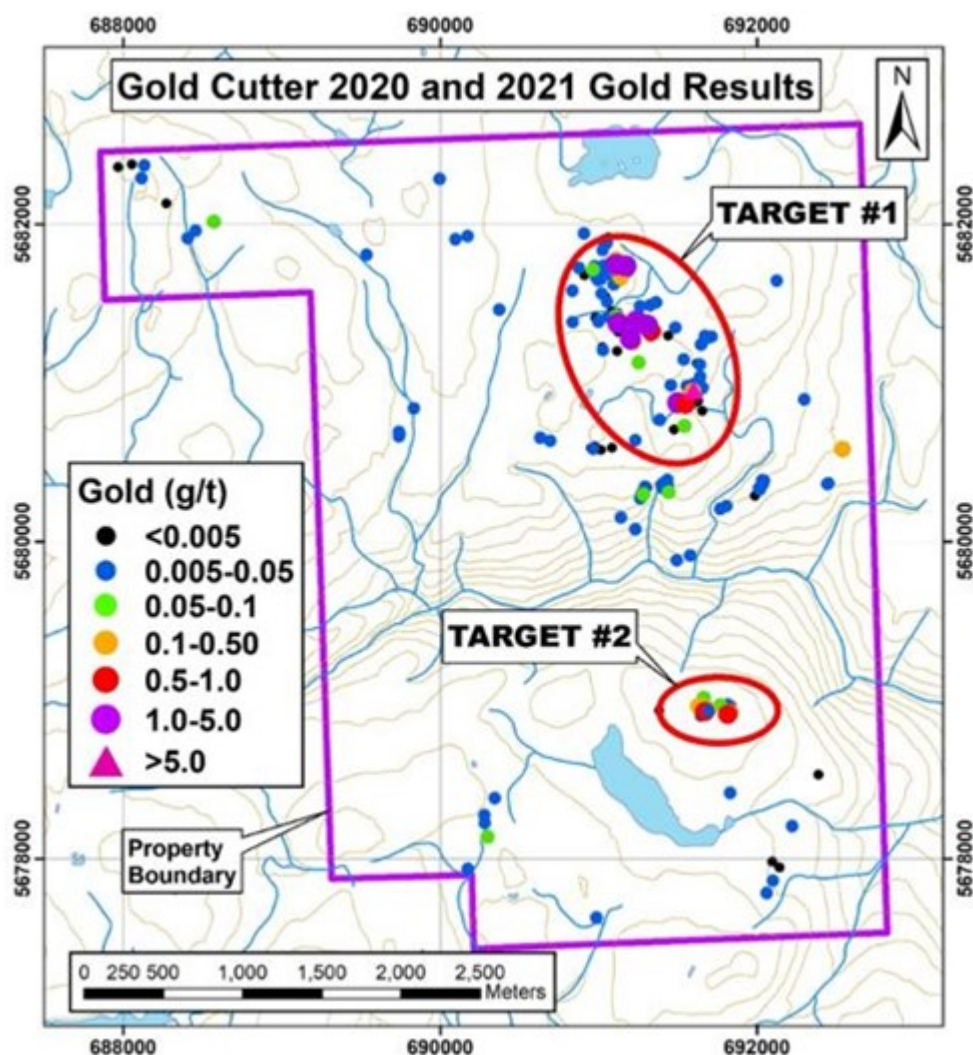 688000 690000 692000
Gold Cutter 2020 and 2021 Gold Results
N
TARGET #1
5682000 5682000
Gold (g/t)
<0.005
0.005-0.05
0.05-0.1
0.1-0.50
0.5-1.0
1.0-5.0
>5.0
5680000 5680000
TARGET #2
Property
Boundary
5678000 5678000
0 250 500 1,000 1,500 2,000 2,500
Meters
688000 690000 692000